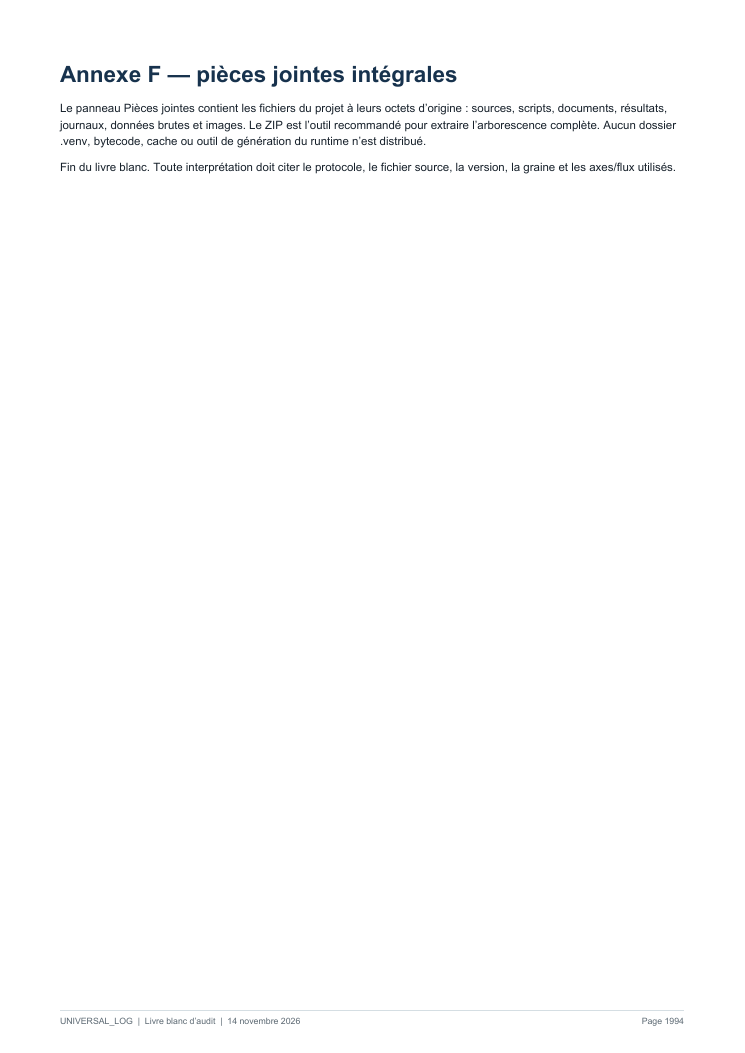 Annexe F — pièces jointes intégrales
Le panneau Pièces jointes contient les fichiers du projet à leurs octets d’origine : sources, scripts, documents, résultats,
journaux, données brutes et images. Le ZIP est l’outil recommandé pour extraire l’arborescence complète. Aucun dossier
.venv, bytecode, cache ou outil de génération du runtime n’est distribué.
Fin du livre blanc. Toute interprétation doit citer le protocole, le fichier source, la version, la graine et les axes/flux utilisés.
UNIVERSAL_LOG | Livre blanc d’audit | 14 novembre 2026 Page 1994